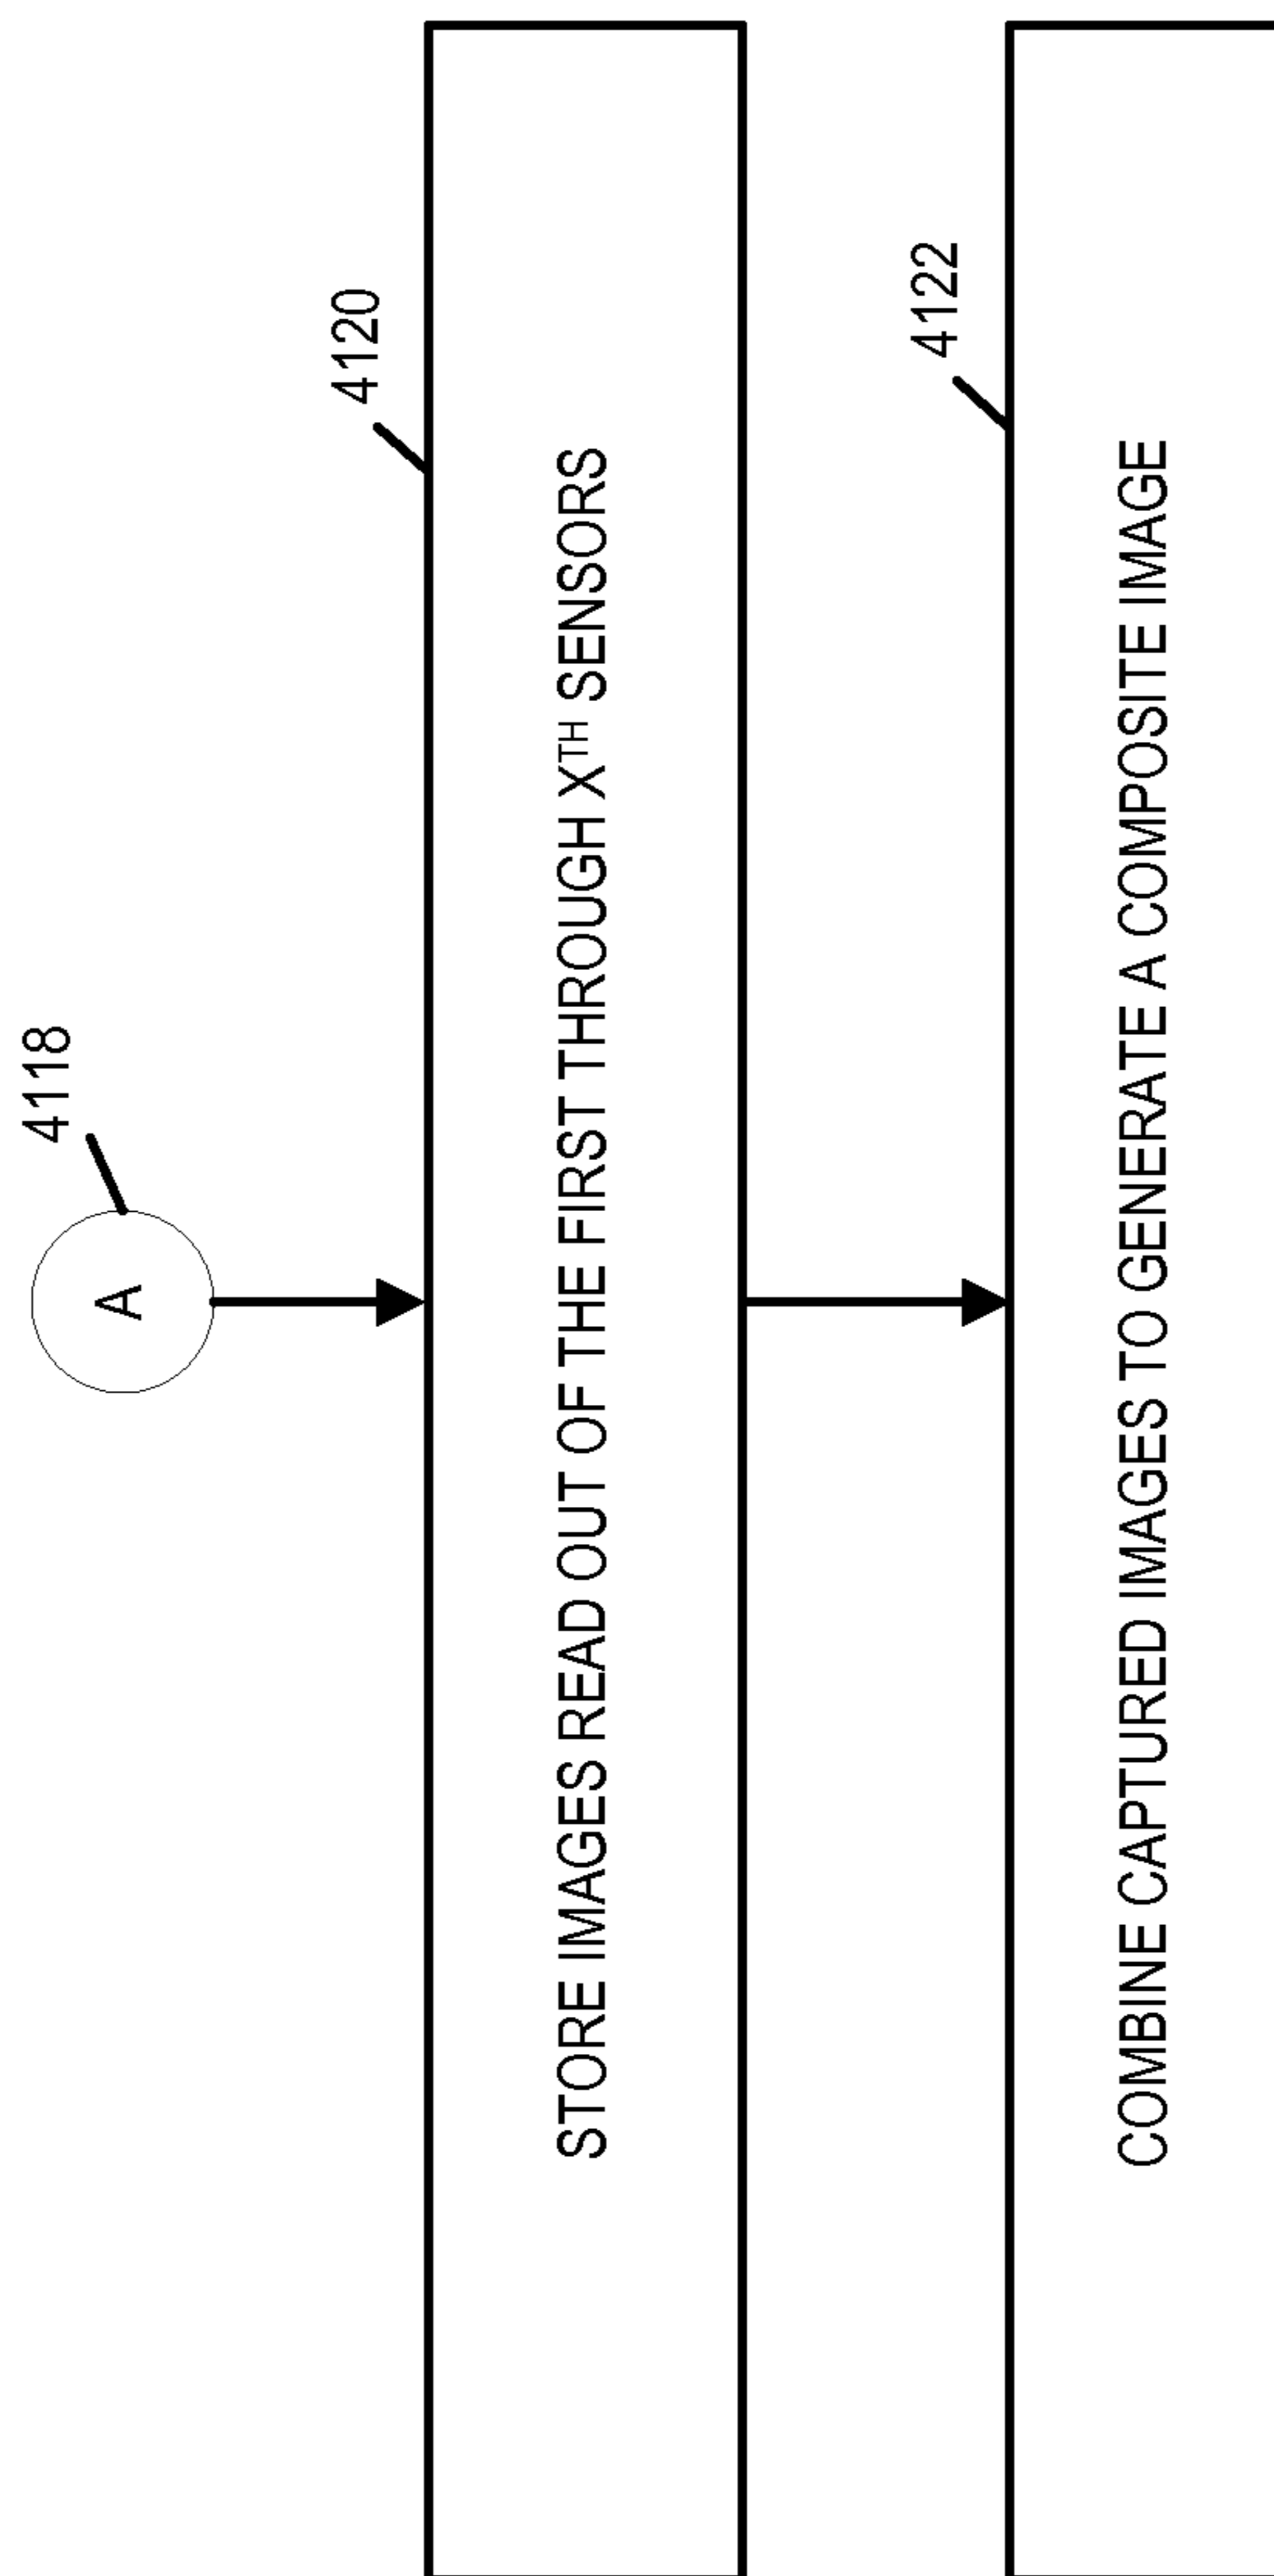 4118
A
4120
STORE IMAGES READ OUT OF THE FIRST THROUGH XTH SENSORS
4122
COMBINE CAPTURED IMAGES TO GENERATE A COMPOSITE IMAGE